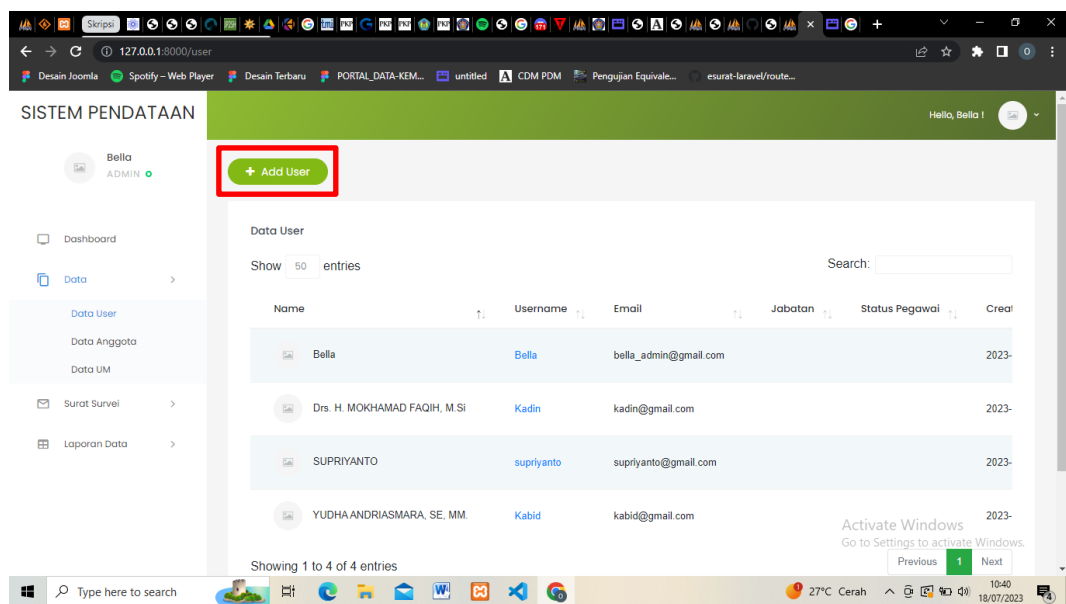 Skripsi
127.0.0.1:8000/user
Desain Joomla
Spotify – Web Player
Desain Terbaru
PORTAL_DATA-KEM...
untitled
CDM PDM
Pengujian Equivale...
esurat-laravel/route...
SISTEM PENDATAAN
Hello, Bella !
Bella
ADMIN
+ Add User
Dashboard
Data
Data User
Data Anggota
Data UM
Surat Survei
Laporan Data
Data User
Show 50 entries
Search:
Name Username Email Jabatan Status Pegawai Creat
Bella Bella bella_admin@gmail.com 2023-
Drs. H. MOKHAMAD FAQIH, M.Si Kadin kadin@gmail.com 2023-
SUPRIYANTO supriyanto supriyanto@gmail.com 2023-
YUDHA ANDRIASMARA, SE, MM. Kabid kabid@gmail.com 2023-
Activate Windows
Go to Settings to activate Windows.
Showing 1 to 4 of 4 entries
Previous 1 Next
Type here to search
27°C Cerah
10:40
18/07/2023